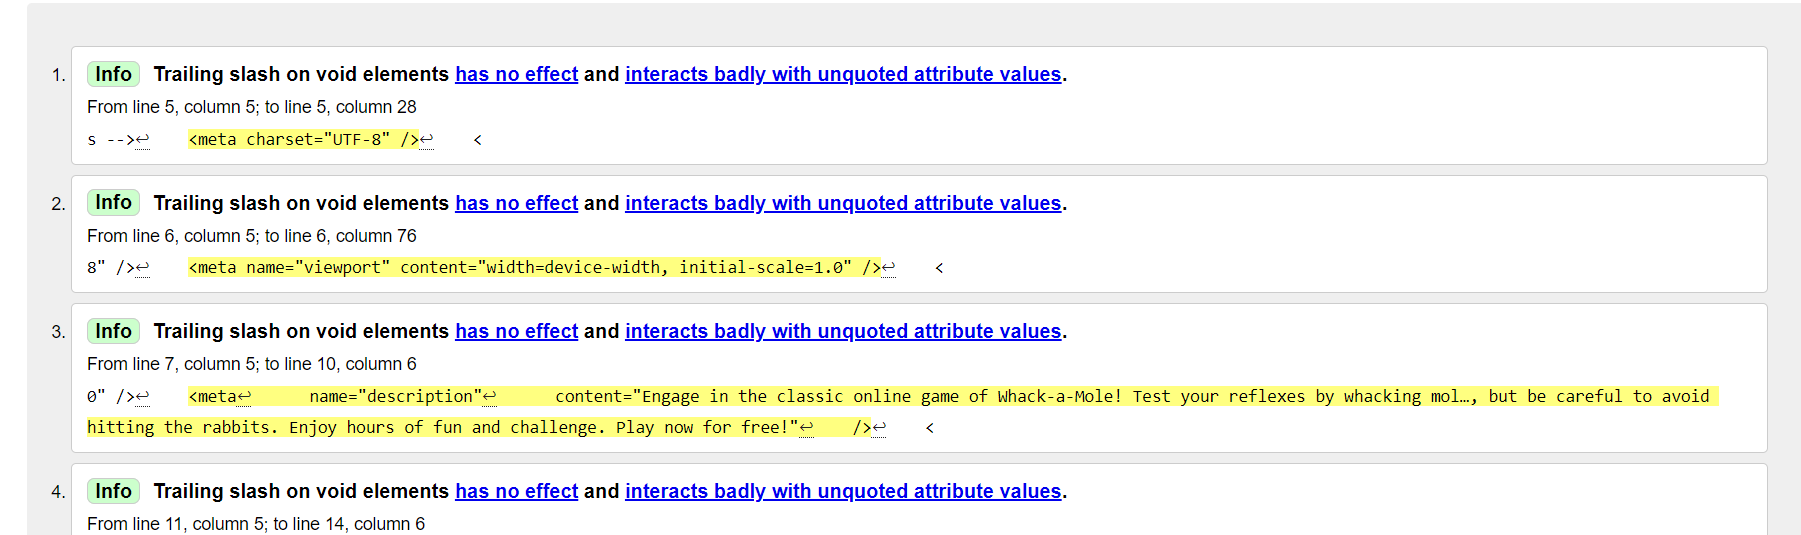 1. Info Trailing slash on void elements has no effect and interacts badly with unquoted attribute values.
From line 5, column 5; to line 5, column 28
s -->↩    <meta charset="UTF-8" />↩    <
2. Info Trailing slash on void elements has no effect and interacts badly with unquoted attribute values.
From line 6, column 5; to line 6, column 76
8" />↩    <meta name="viewport" content="width=device-width, initial-scale=1.0" />↩    <
3. Info Trailing slash on void elements has no effect and interacts badly with unquoted attribute values.
From line 7, column 5; to line 10, column 6
0" />↩    <meta↩      name="description"↩      content="Engage in the classic online game of Whack-a-Mole! Test your reflexes by whacking mol…, but be careful to avoid
hitting the rabbits. Enjoy hours of fun and challenge. Play now for free!"↩    />↩    <
4. Info Trailing slash on void elements has no effect and interacts badly with unquoted attribute values.
From line 11, column 5; to line 14, column 6